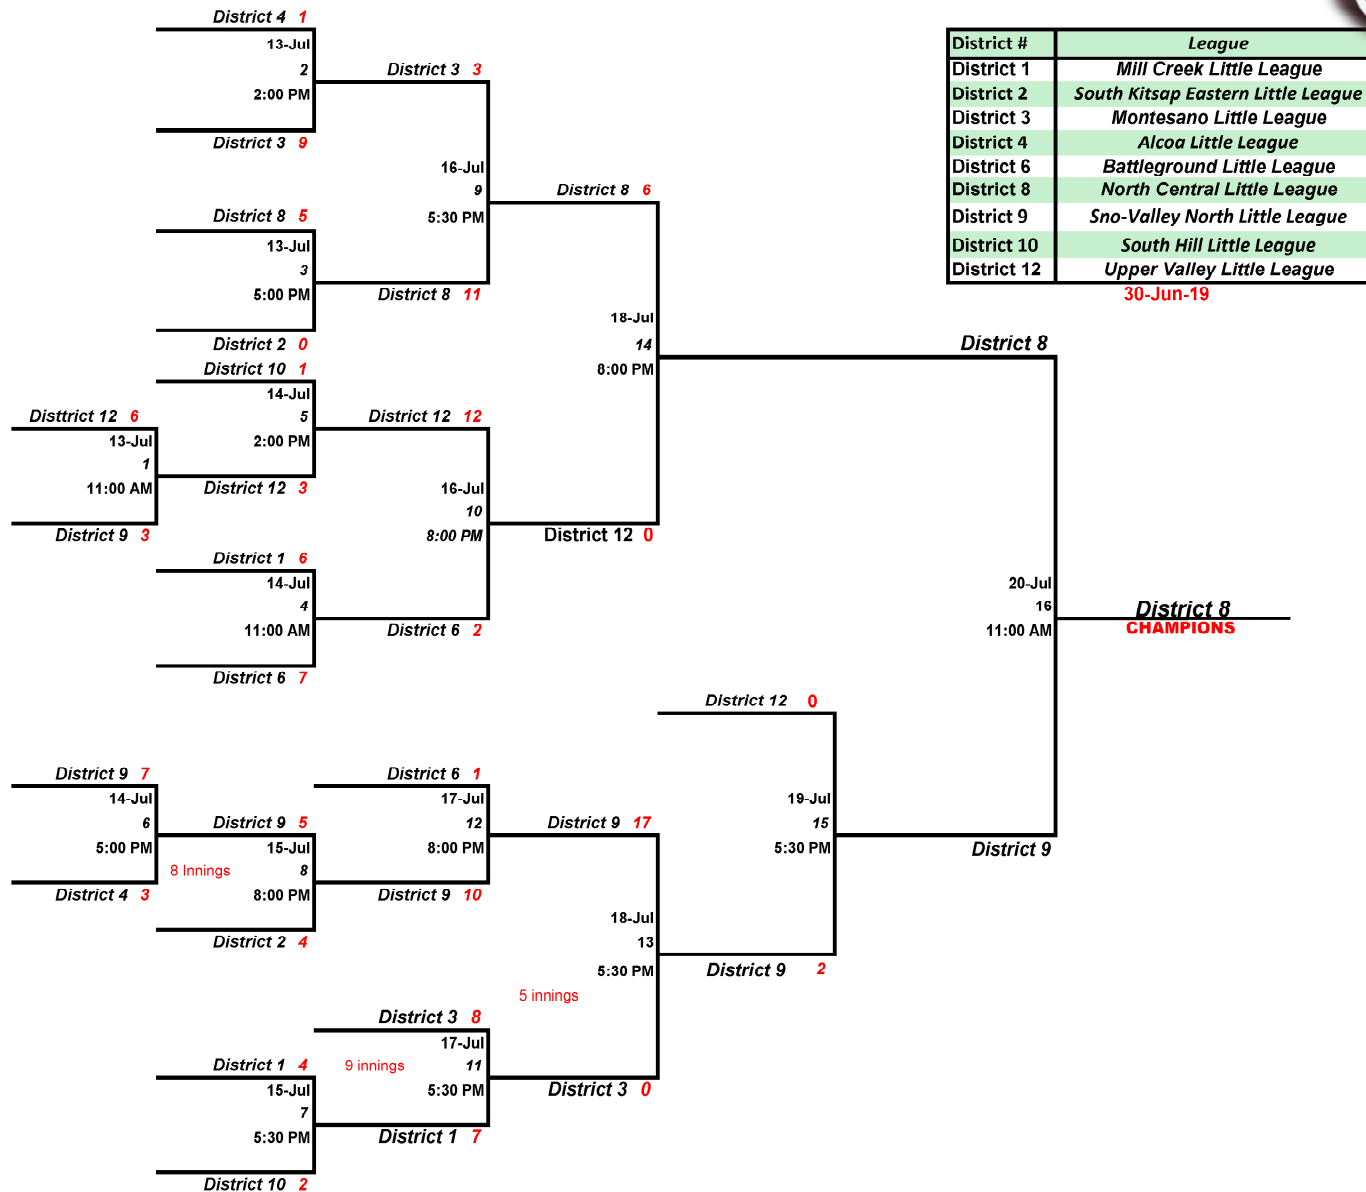 District 4 1
13-Jul
2
2:00 PM
District 3 9
District 3 3
District 8 5
13-Jul
3
5:00 PM
District 2 0
16-Jul
9
5:30 PM
District 8 11
District 8 6
District 10 1
14-Jul
5
2:00 PM
District 12 3
Disttrict 12 6
13-Jul
1
11:00 AM
District 9 3
District 12 12
16-Jul
10
8:00 PM
District 6 2
District 1 6
14-Jul
4
11:00 AM
District 6 7
18-Jul
14
8:00 PM
District 12 0
District 8
District # League
District 1 Mill Creek Little League
District 2 South Kitsap Eastern Little League
District 3 Montesano Little League
District 4 Alcoa Little League
District 6 Battleground Little League
District 8 North Central Little League
District 9 Sno-Valley North Little League
District 10 South Hill Little League
District 12 Upper Valley Little League
30-Jun-19
20-Jul
16
11:00 AM
District 8
CHAMPIONS
District 12 0
19-Jul
15
5:30 PM
District 9
District 9 2
District 9 7
14-Jul
6
5:00 PM
District 4 3
District 9 5
15-Jul
8 Innings
8
8:00 PM
District 2 4
District 6 1
17-Jul
12
8:00 PM
District 9 10
District 9 17
18-Jul
13
5:30 PM
5 innings
District 3 0
District 3 8
17-Jul
9 innings
11
5:30 PM
District 1 7
District 1 4
15-Jul
7
5:30 PM
District 10 2